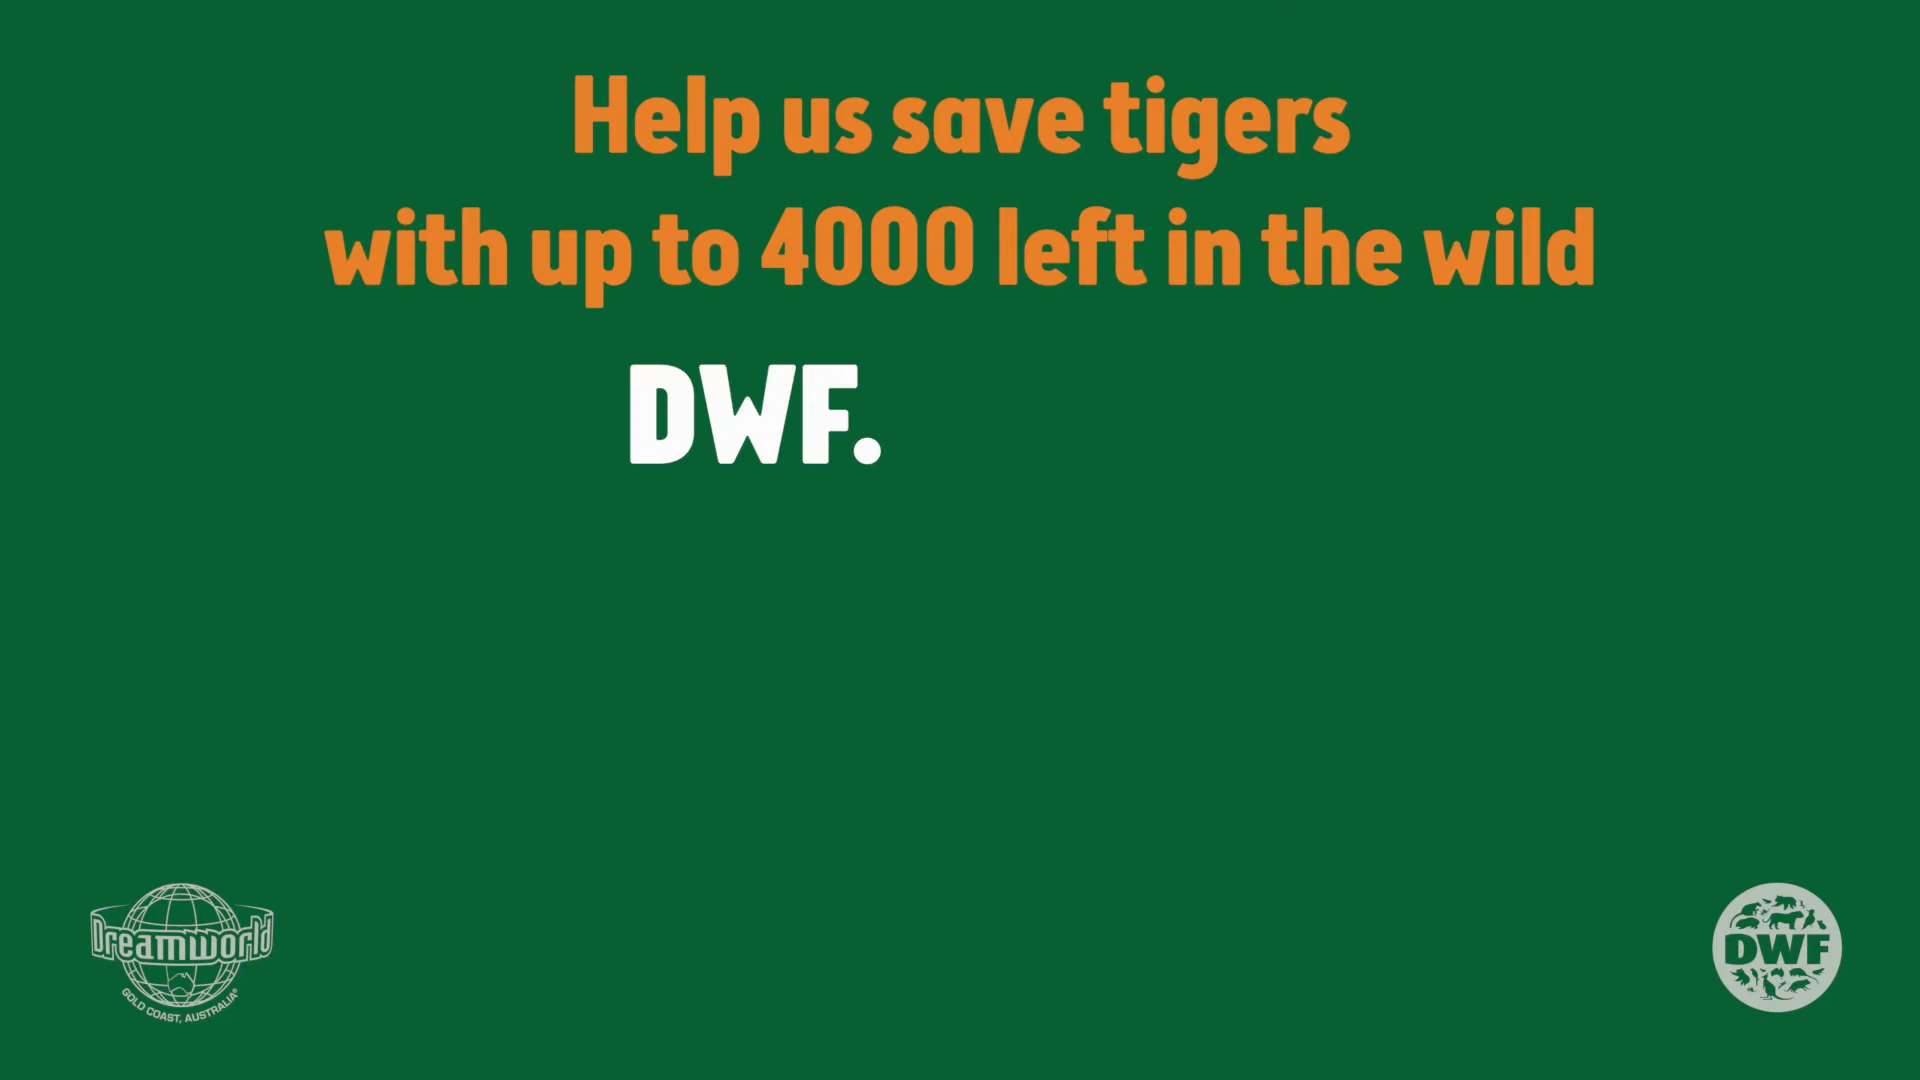 Help us save tigers
with up to 4000 left in the wild
DWF.
Dreamworld
GOLD COAST, AUSTRALIA®
DWF